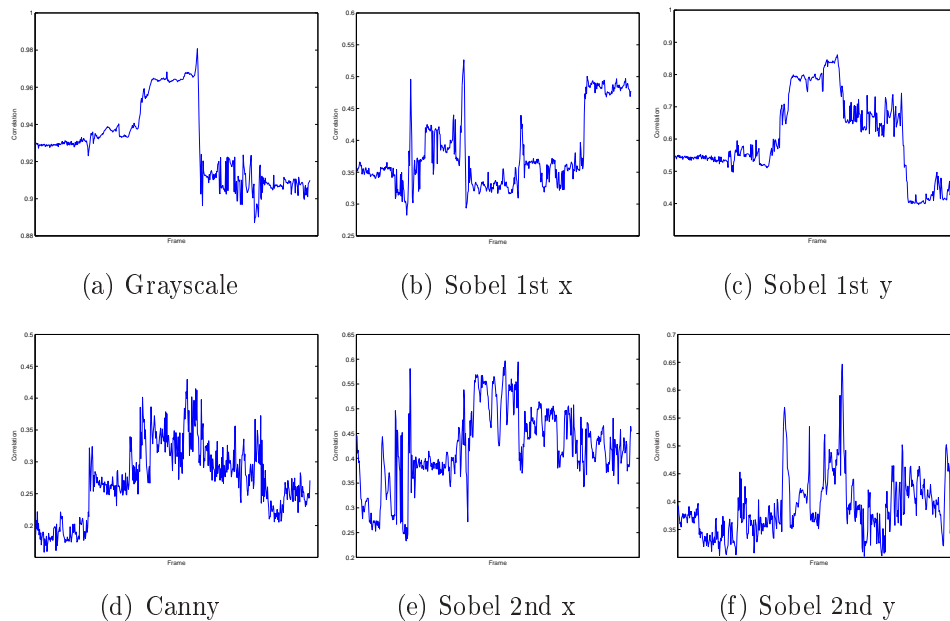 1
0.98
0.96
0.94
0.92
0.9
0.88
Correlation
Frame
(a) Grayscale
0.6
0.55
0.5
0.45
0.4
0.35
0.3
0.25
Correlation
Frame
(b) Sobel 1st x
1
0.9
0.8
0.7
0.6
0.5
0.4
Correlation
Frame
(c) Sobel 1st y
0.5
0.45
0.4
0.35
0.3
0.25
0.2
Correlation
Frame
(d) Canny
0.65
0.6
0.55
0.5
0.45
0.4
0.35
0.3
0.25
0.2
Correlation
Frame
(e) Sobel 2nd x
0.7
0.65
0.6
0.55
0.5
0.45
0.4
0.35
Correlation
Frame
(f) Sobel 2nd y